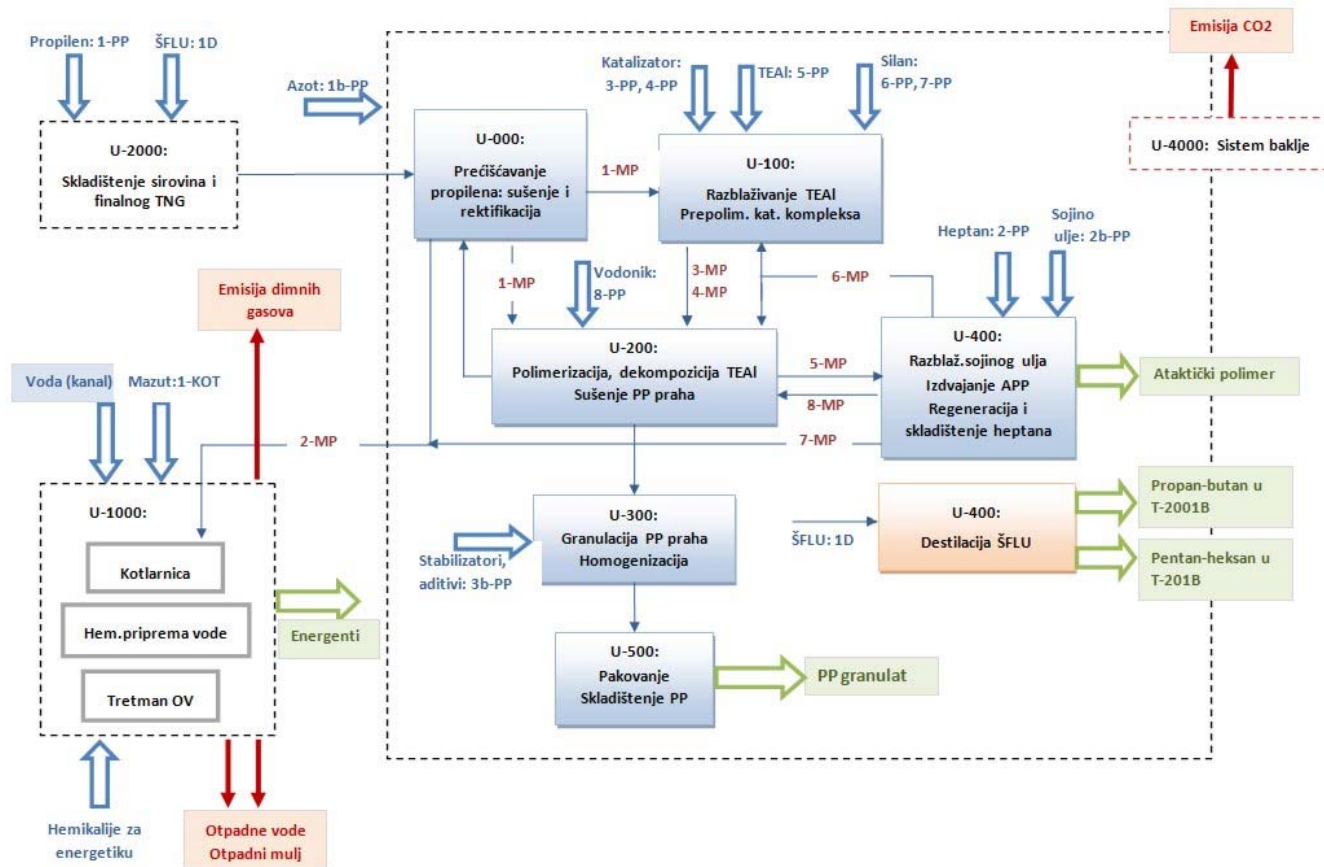 Propilen: 1-PP
ŠFLU: 1D
Azot: 1b-PP
Katalizator:
3-PP, 4-PP
TEAl: 5-PP
Silan:
6-PP, 7-PP
Emisija CO2
U-2000:
Skladištenje sirovina i
finalnog TNG
U-000:
Prećišćavanje
propilena: sušenje i
rektifikacija
1-MP
U-100:
Razblaživanje TEAl
Prepolim. kat. kompleksa
U-4000: Sistem baklje
Heptan: 2-PP
Sojino
ulje: 2b-PP
Emisija dimnih
gasova
1-MP
Vodonik:
8-PP
3-MP
4-MP
6-MP
Voda (kanal)
Mazut:1-KOT
U-200:
Polimerizacija, dekompozicija TEAl
Sušenje PP praha
5-MP
8-MP
7-MP
U-400:
Razblaž.sojinog ulja
Izdvajanje APP
Regeneracija i
skladištenje heptana
Ataktički polimer
2-MP
U-1000:
Kotlarnica
Hem.priprema vode
Tretman OV
Energenti
Stabilizatori,
aditivi: 3b-PP
U-300:
Granulacija PP praha
Homogenizacija
ŠFLU: 1D
U-400:
Destilacija ŠFLU
Propan-butan u
T-2001B
Pentan-heksan u
T-201B
U-500:
Pakovanje
Skladištenje PP
PP granulat
Hemikalije za
energetiku
Otpadne vode
Otpadni mulj